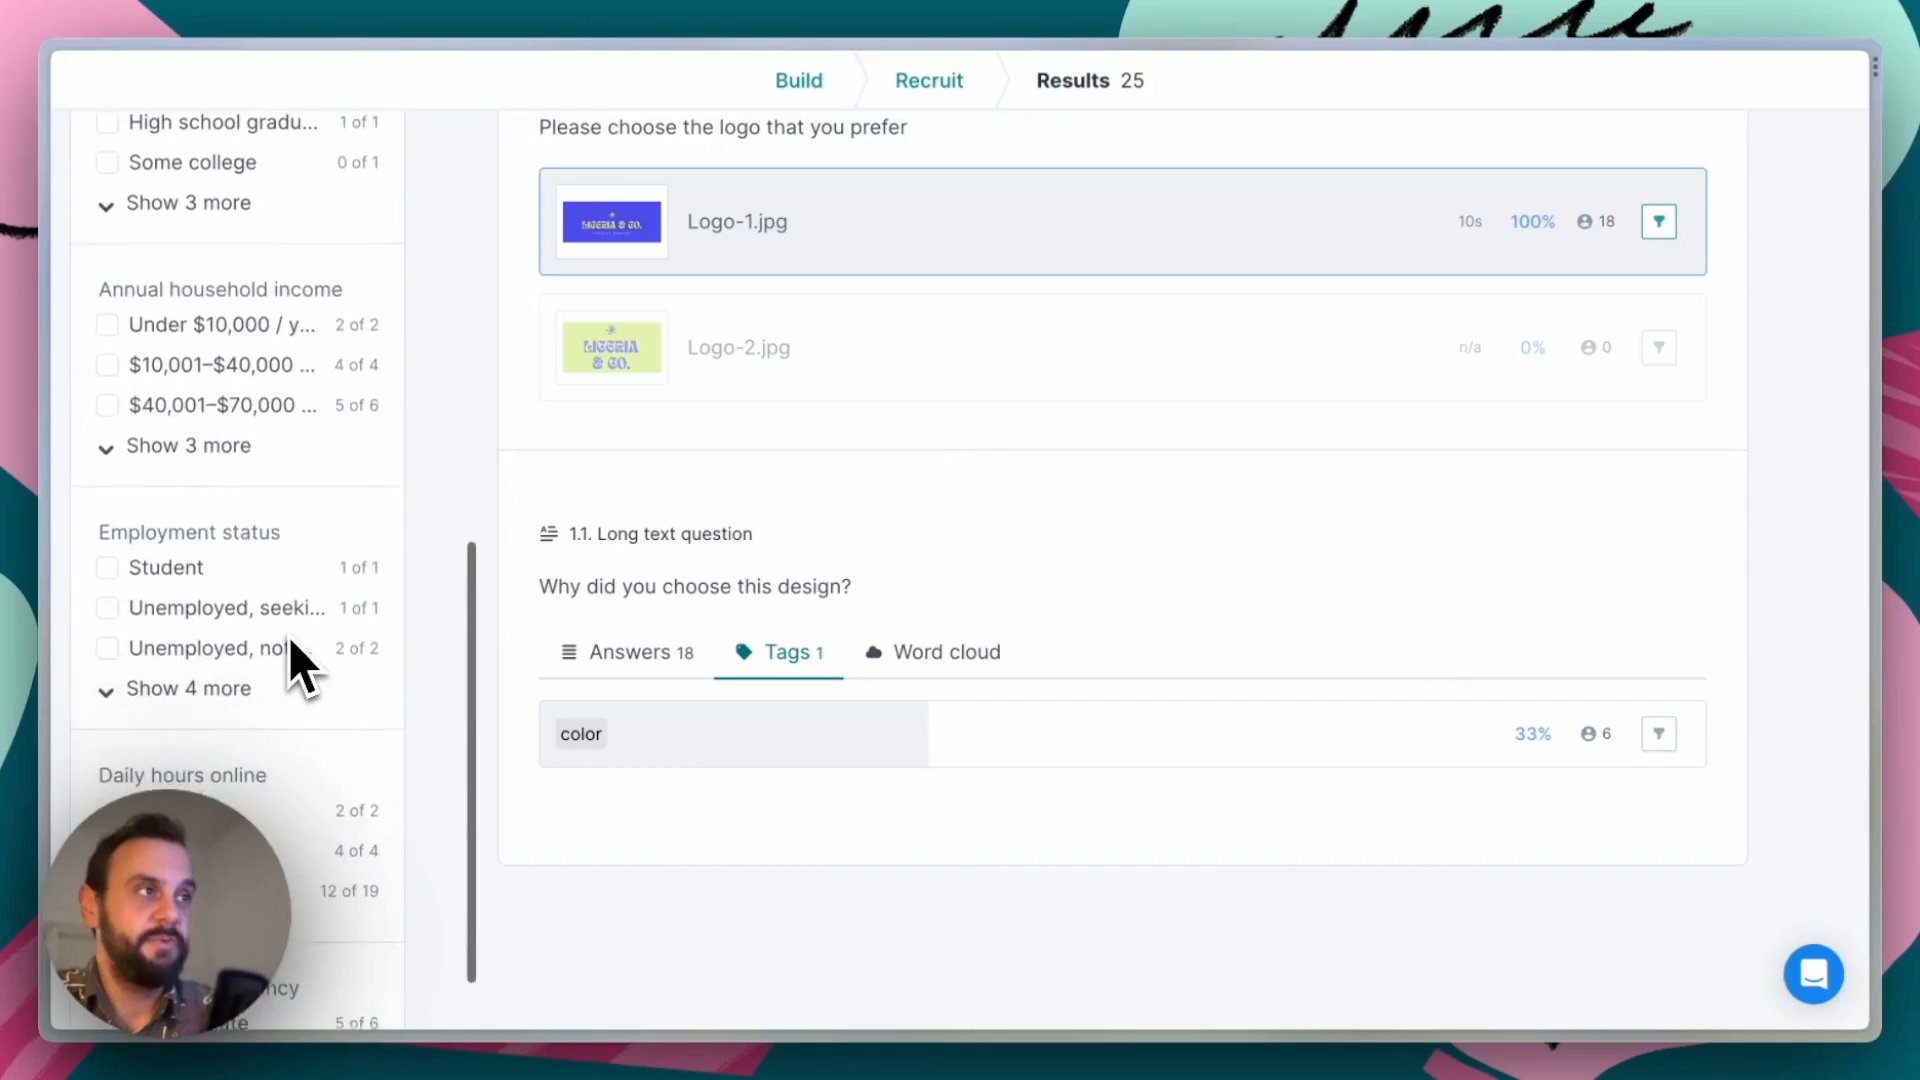 Build
Recruit
Results 25
High school gradu... 1 of 1
Some college 0 of 1
Show 3 more
Annual household income
Under $10,000 / y... 2 of 2
$10,001–$40,000 ... 4 of 4
$40,001–$70,000 ... 5 of 6
Show 3 more
Employment status
Student 1 of 1
Unemployed, seeki... 1 of 1
Unemployed, not 2 of 2
Show 4 more
Daily hours online
2 of 2
4 of 4
12 of 19
ncy
5 of 6
Please choose the logo that you prefer
LIGERIA & CO.
Logo-1.jpg 10s 100% 18
LIGERIA
& CO.
Logo-2.jpg n/a 0% 0
1.1. Long text question
Why did you choose this design?
Answers 18 Tags 1 Word cloud
color 33% 6